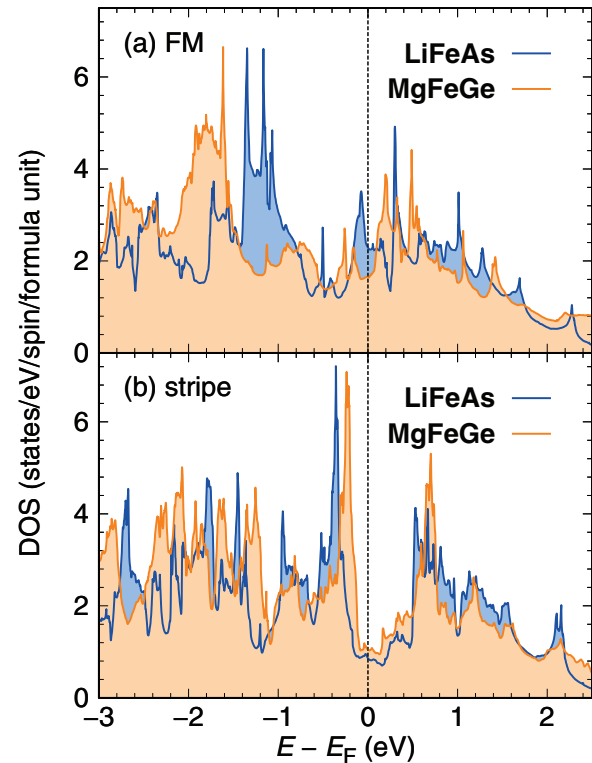 (a) FM
LiFeAs
MgFeGe
6
4
2
0
(b) stripe
LiFeAs
MgFeGe
6
4
2
0
DOS (states/eV/spin/formula unit)
−3 −2 −1 0 1 2
E − E_F (eV)